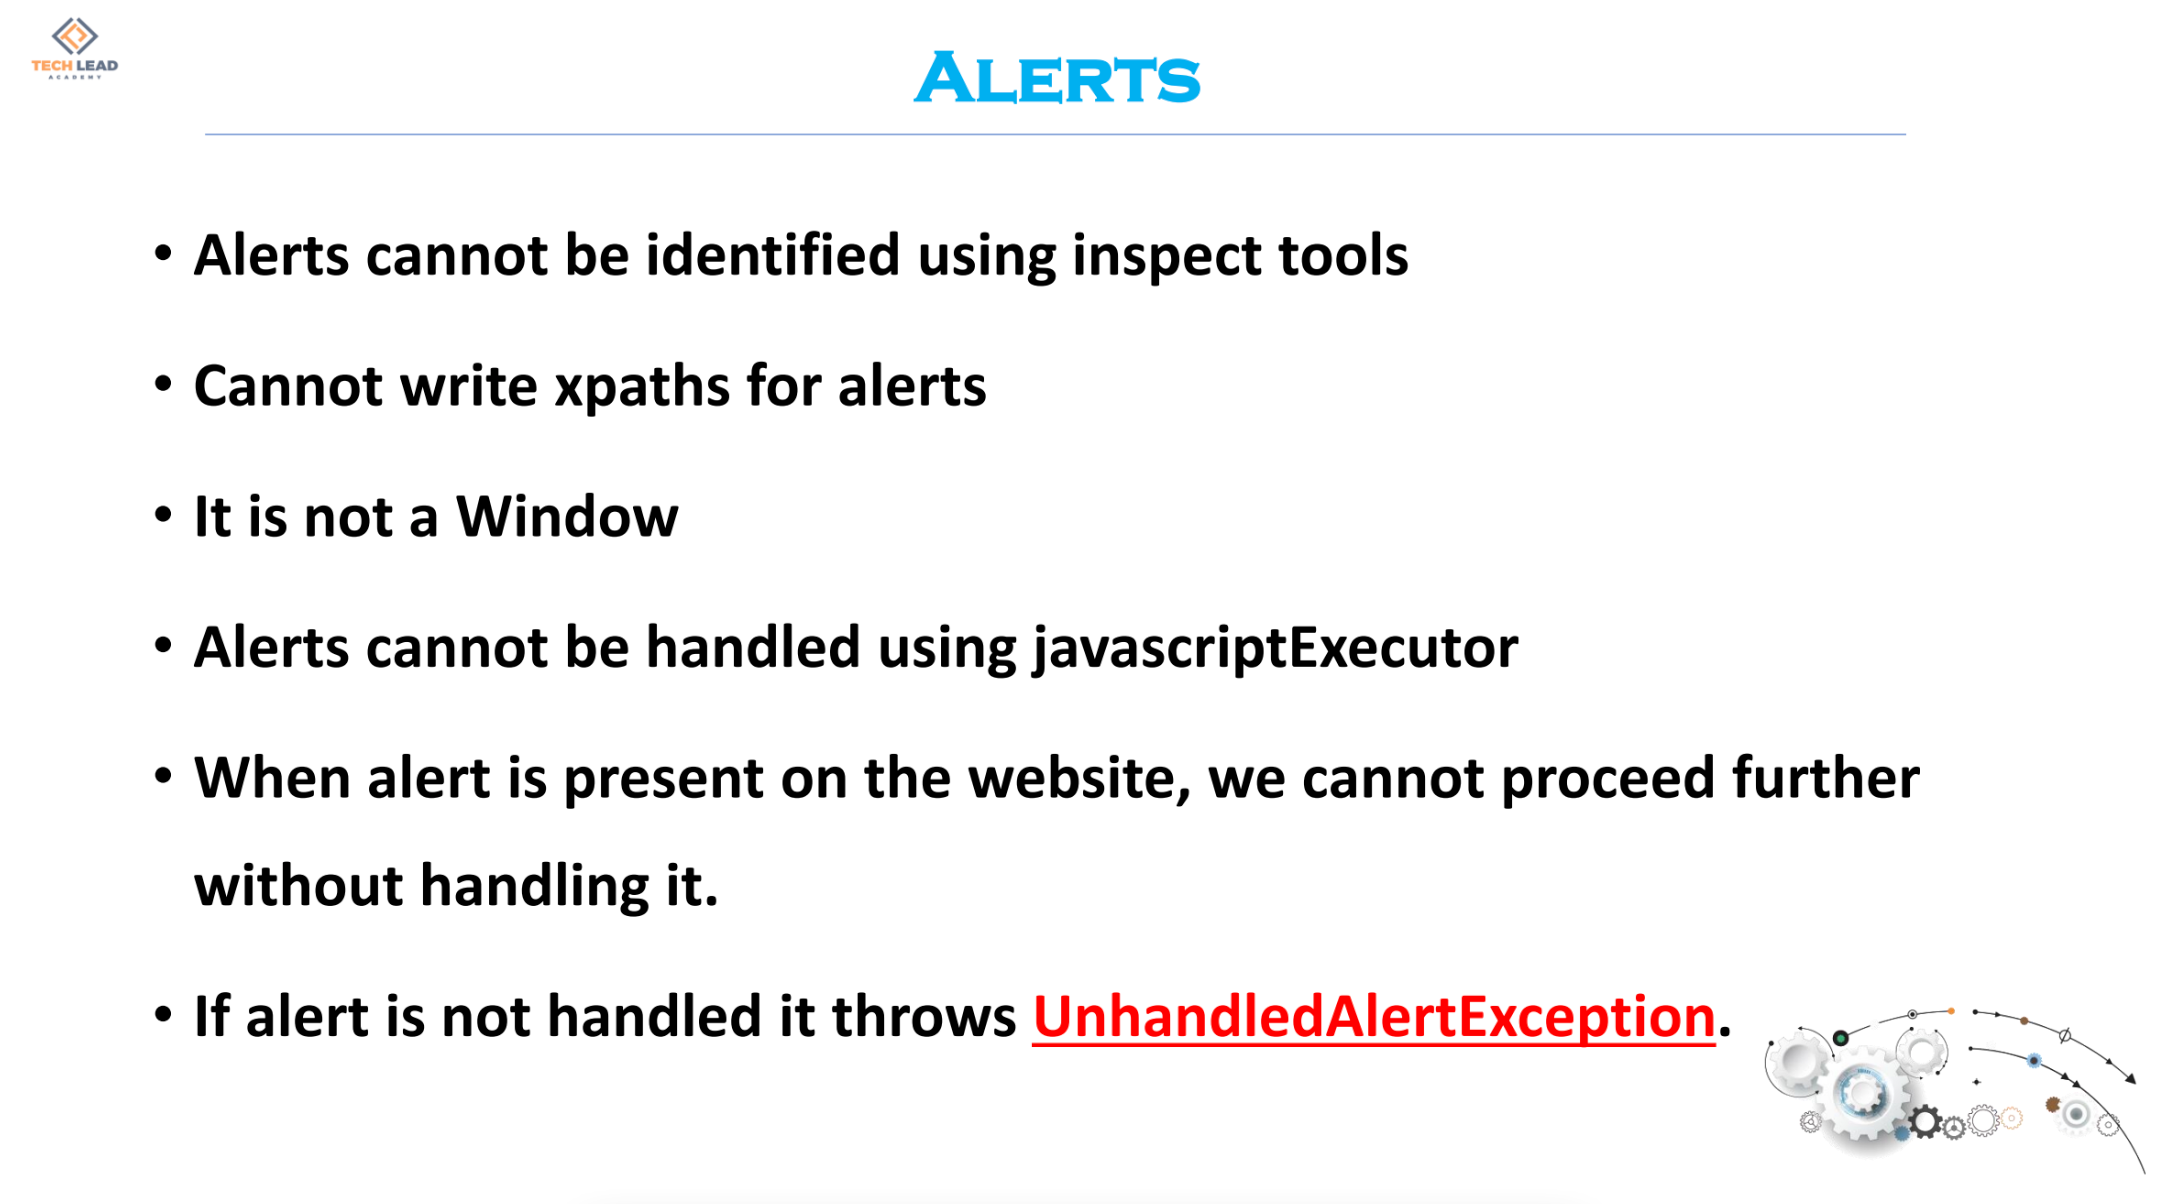 TECH LEAD
ACADEMY
ALERTS
• Alerts cannot be identified using inspect tools
• Cannot write xpaths for alerts
• It is not a Window
• Alerts cannot be handled using javascriptExecutor
• When alert is present on the website, we cannot proceed further
without handling it.
• If alert is not handled it throws UnhandledAlertException.